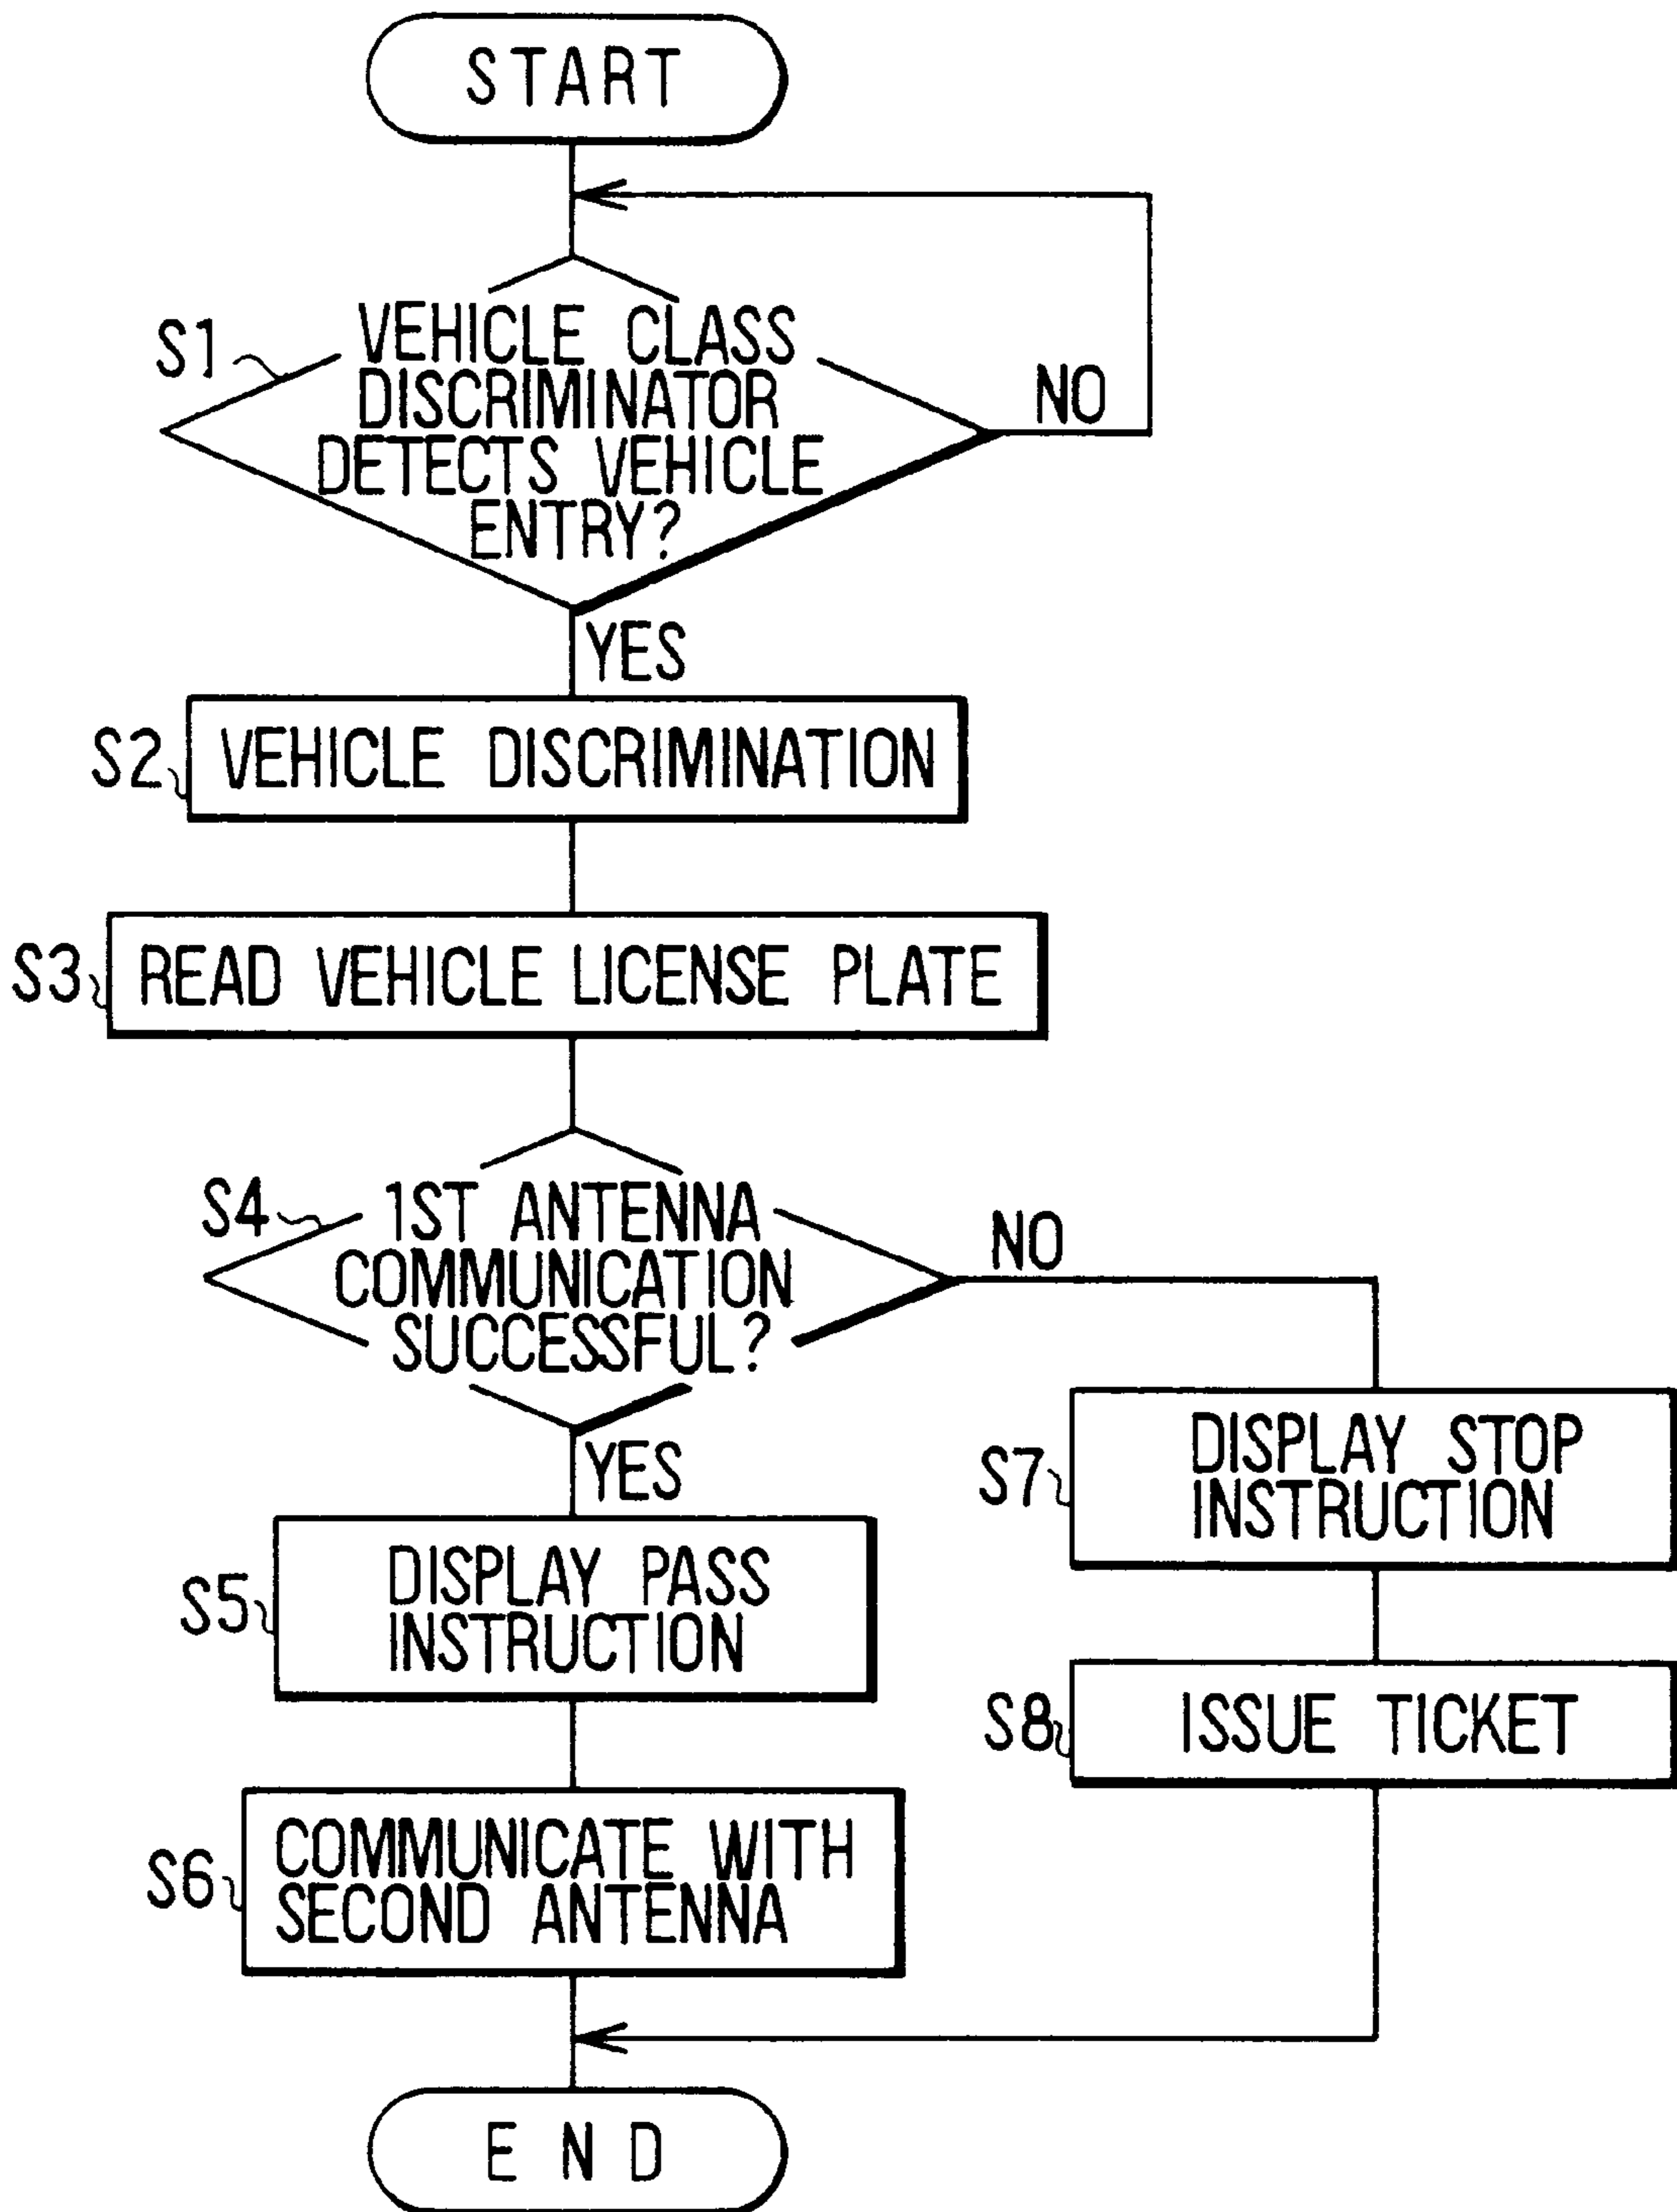 START
S1
VEHICLE CLASS
DISCRIMINATOR
DETECTS VEHICLE
ENTRY?
NO
YES
S2
VEHICLE DISCRIMINATION
S3
READ VEHICLE LICENSE PLATE
S4
1ST ANTENNA
COMMUNICATION
SUCCESSFUL?
NO
YES
S5
DISPLAY PASS
INSTRUCTION
S7
DISPLAY STOP
INSTRUCTION
S6
COMMUNICATE WITH
SECOND ANTENNA
S8
ISSUE TICKET
END